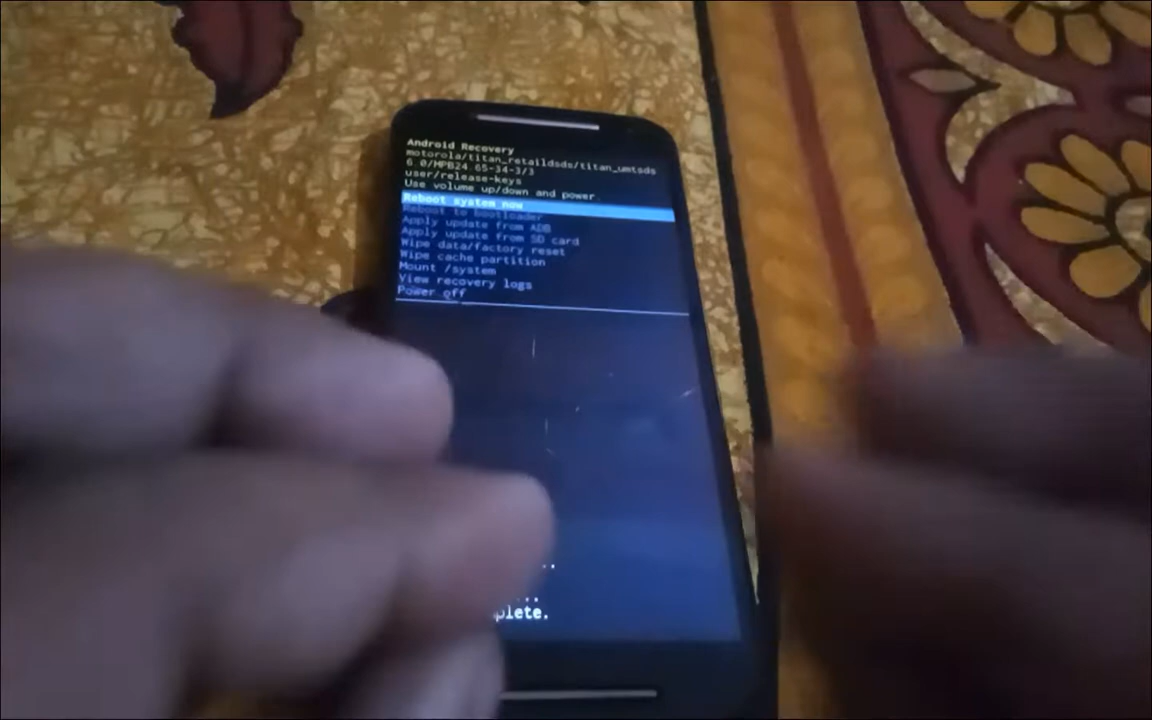 Android Recovery
motorola/titan_retaildsds/titan_umtsds
6.0/MPB24.65-34-3/3
user/release-keys
Use volume up/down and power.
Reboot system now
Reboot to bootloader
Apply update from ADB
Apply update from SD card
Wipe data/factory reset
Wipe cache partition
Mount /system
View recovery logs
Power off
..
...
plete.